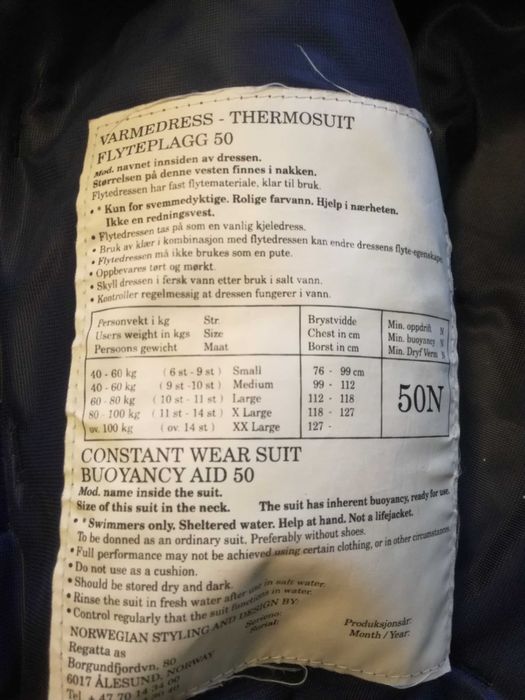 VARMEDRESS - THERMOSUIT
FLYTEPLAGG 50
Mod. navnet innsiden av dressen.
Størrelsen på denne vesten finnes i nakken.
Flytedressen har fast flytemateriale, klar til bruk.
• * Kun for svømmedyktige. Rolige farvann. Hjelp i nærheten.
Ikke en redningsvest.
• Flytedressen tas på som en vanlig kjeledress.
• Bruk av klær i kombinasjon med flytedressen kan endre dressens flyte-egenskaper.
• Flytedressen må ikke brukes som en pute.
• Oppbevares tørt og mørkt.
• Skyll dressen i fersk vann etter bruk i salt vann.
• Kontroller regelmessig at dressen fungerer i vann.
Personvekt i kg Str. Brystvidde Min. oppdrift N
Users weight in kgs Size Chest in cm Min. buoyancy N
Persoons gewicht Maat Borst in cm Min. Dryf Verm N
40 - 60 kg ( 6 st - 9 st ) Small 76 - 99 cm
40 - 60 kg ( 9 st -10 st ) Medium 99 - 112
60 - 80 kg ( 10 st - 11 st ) Large 112 - 118 50N
80 - 100 kg ( 11 st - 14 st ) X Large 118 - 127
ov. 100 kg ( ov. 14 st ) XX Large 127 -
CONSTANT WEAR SUIT
BUOYANCY AID 50
Mod. name inside the suit.
Size of this suit in the neck. The suit has inherent buoyancy, ready for use.
• *Swimmers only. Sheltered water. Help at hand. Not a lifejacket.
To be donned as an ordinary suit. Preferably without shoes.
• Full performance may not be achieved using certain clothing, or in other circumstances.
• Do not use as a cushion.
• Should be stored dry and dark.
• Rinse the suit in fresh water after use in salt water.
• Control regularly that the suit functions in water.
NORWEGIAN STYLING AND DESIGN BY:
Regatta as
Borgundfjordvn. 80
6017 ÅLESUND, NORWAY
Tel + 47 70 14 34 00
Serial:
Produksjonsår:
Month / Year: